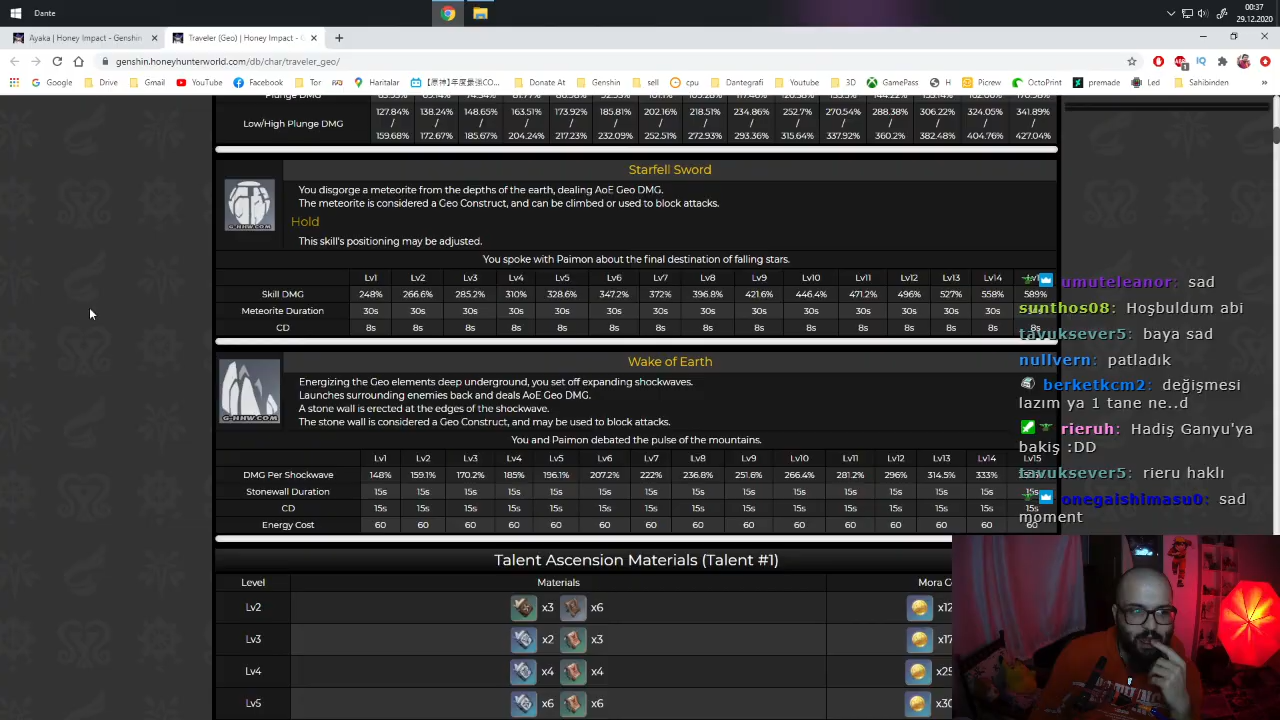 Dante
00:37
29.12.2020
Ayaka | Honey Impact - Genshin
Traveler (Geo) | Honey Impact - G
genshin.honeyhunterworld.com/db/char/traveler_geo/
Google Drive Gmail YouTube Facebook Tor Haritalar 【原神】年度最强CO... Donate At Genshin sell cpu Dantegrafi Youtube 3D GamePass H Picrew OctoPrint premade Led Sahibinden
Plunge DMG
Low/High Plunge DMG
127.84% 138.24% 148.65% 163.51% 173.92% 185.81% 202.16% 218.51% 234.86% 252.7% 270.54% 288.38% 306.22% 324.05% 341.89%
/ / / / / / / / / / / / / / /
159.68% 172.67% 185.67% 204.24% 217.23% 232.09% 252.51% 272.93% 293.36% 315.64% 337.92% 360.2% 382.48% 404.76% 427.04%
Starfell Sword
You disgorge a meteorite from the depths of the earth, dealing AoE Geo DMG.
The meteorite is considered a Geo Construct, and can be climbed or used to block attacks.
Hold
This skill's positioning may be adjusted.
G-HHW.COM
You spoke with Paimon about the final destination of falling stars.
Lv1 Lv2 Lv3 Lv4 Lv5 Lv6 Lv7 Lv8 Lv9 Lv10 Lv11 Lv12 Lv13 Lv14
Skill DMG 248% 266.6% 285.2% 310% 328.6% 347.2% 372% 396.8% 421.6% 446.4% 471.2% 496% 527% 558% 589%
Meteorite Duration 30s 30s 30s 30s 30s 30s 30s 30s 30s 30s 30s 30s 30s 30s
CD 8s 8s 8s 8s 8s 8s 8s 8s 8s 8s 8s 8s 8s 8s 8s
Wake of Earth
Energizing the Geo elements deep underground, you set off expanding shockwaves.
Launches surrounding enemies back and deals AoE Geo DMG.
A stone wall is erected at the edges of the shockwave.
The stone wall is considered a Geo Construct, and may be used to block attacks.
G-HHW.COM
You and Paimon debated the pulse of the mountains.
Lv1 Lv2 Lv3 Lv4 Lv5 Lv6 Lv7 Lv8 Lv9 Lv10 Lv11 Lv12 Lv13 Lv14 Lv15
DMG Per Shockwave 148% 159.1% 170.2% 185% 196.1% 207.2% 222% 236.8% 251.6% 266.4% 281.2% 296% 314.5% 333%
Stonewall Duration 15s 15s 15s 15s 15s 15s 15s 15s 15s 15s 15s 15s 15s 15s 15s
CD 15s 15s 15s 15s 15s 15s 15s 15s 15s 15s 15s 15s 15s 15s 15s
Energy Cost 60 60 60 60 60 60 60 60 60 60 60 60 60 60 60
Talent Ascension Materials (Talent #1)
Level Materials Mora
Lv2 x3 x6
Lv3 x2 x3
Lv4 x4 x4
Lv5 x6 x6
umuteleanor: sad
sunthos08: Hoşbuldum abi
tavuksever5: baya sad
nullvern: patladık
berketkcm2: değişmesi
lazım ya 1 tane ne..d
rieruh: Hadiş Ganyu'ya
bakiş :DD
tavuksever5: rieru haklı
onegaishimasu0: sad
moment